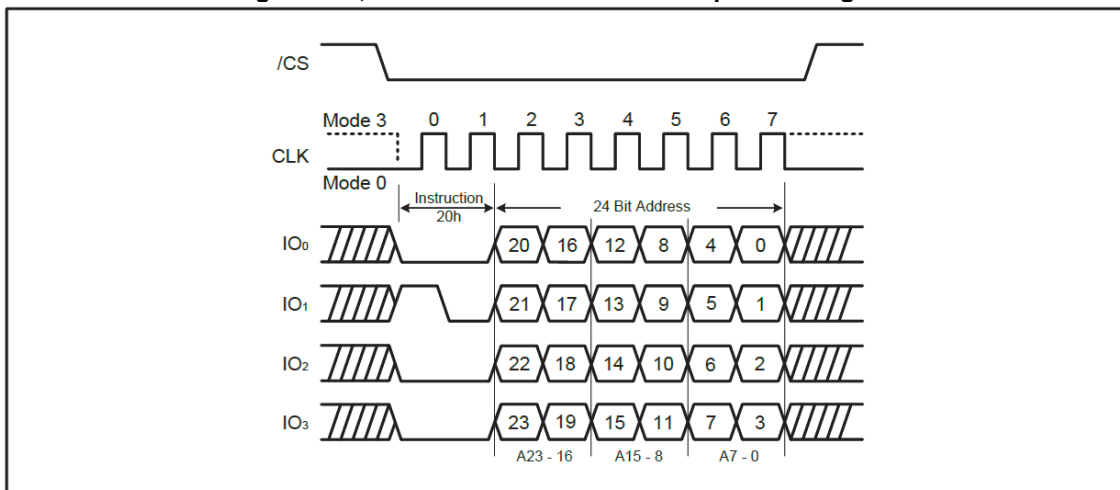 /CS
Mode 3 0 1 2 3 4 5 6 7
CLK
Mode 0
Instruction
20h
24 Bit Address
IO₀ 20 16 12 8 4 0
IO₁ 21 17 13 9 5 1
IO₂ 22 18 14 10 6 2
IO₃ 23 19 15 11 7 3
A23 - 16 A15 - 8 A7 - 0